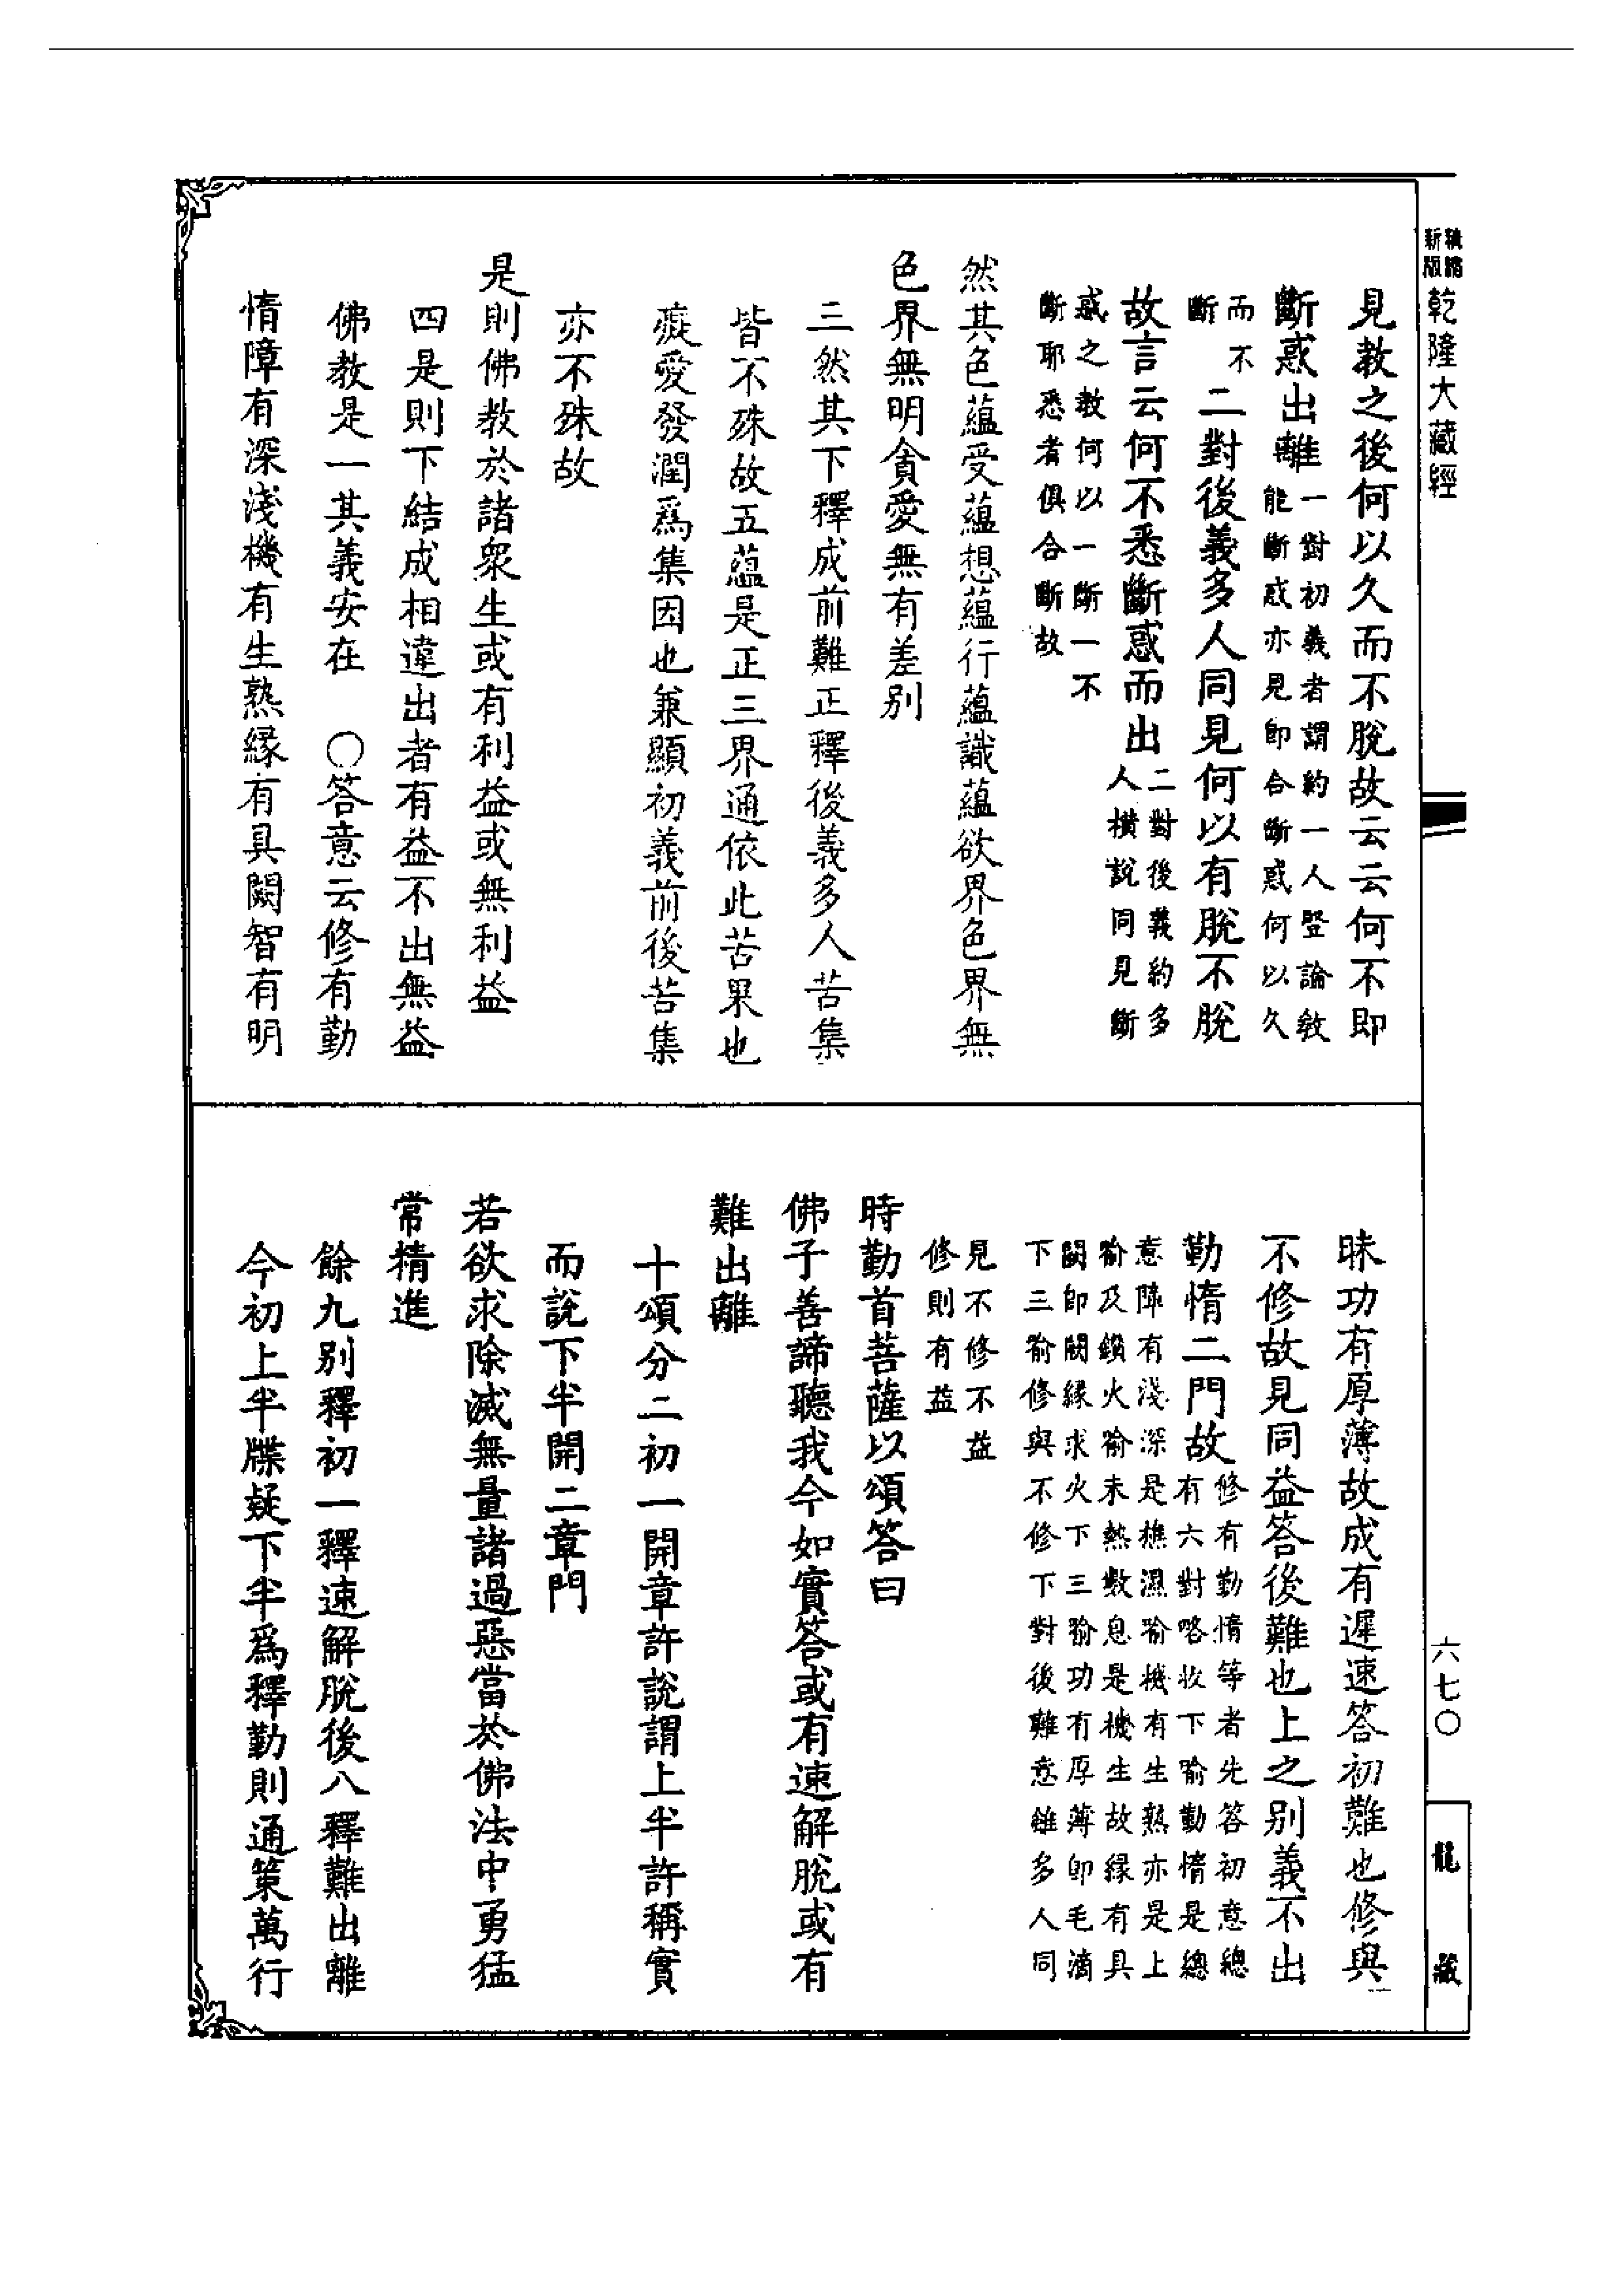 新版精縮
乾隆大藏經
見教之後何以久而不脫故云云何不即
斷惑出離
一對初義者謂約一人竪論教
能斷惑亦見即合斷惑何以久
而不
斷
二對後義多人同見何以有脫不脫
故言云何不悉斷惑而出
二對後義約多
人橫說同見斷
惑之教何以一斷一不
斷耶悉者俱合斷故
然其色蘊受蘊想蘊行蘊識蘊欲界色界無
色界無明貪愛無有差別
三然其下釋成前難正釋後義多人苦集
皆不殊故五蘊是正三界通依此苦果也
癡愛發潤爲集因也兼顯初義前後苦集
亦不殊故
是則佛教於諸衆生或有利益或無利益
四是則下結成相違出者有益不出無益
佛教是一其義安在 ○答意云修有勤
惰障有深淺機有生熟緣有具闕智有明
昧功有厚薄故成有遲速答初難也修與
不修故見同益答後難也上之別義不出
勤惰二門故
修有勤惰等者先答初意總
有六對略收下喻勤惰是總
意障有淺深是樵濕喻機有生熟亦是上
喻及鑽火喻未熱數息是機生故緣有具
闕即闕緣求火下三喻功有厚薄即毛滴
下三喻修與不修下對後難意雖多人同
見不修不益
修則有益
時勤首菩薩以頌答曰
佛子善諦聽我今如實答或有速解脫或有
難出離
十頌分二初一開章許說謂上半許稱實
而說下半開二章門
若欲求除滅無量諸過惡當於佛法中勇猛
常精進
餘九別釋初一釋速解脫後八釋難出離
今初上半牒疑下半爲釋勤則通策萬行
六七〇
龍藏